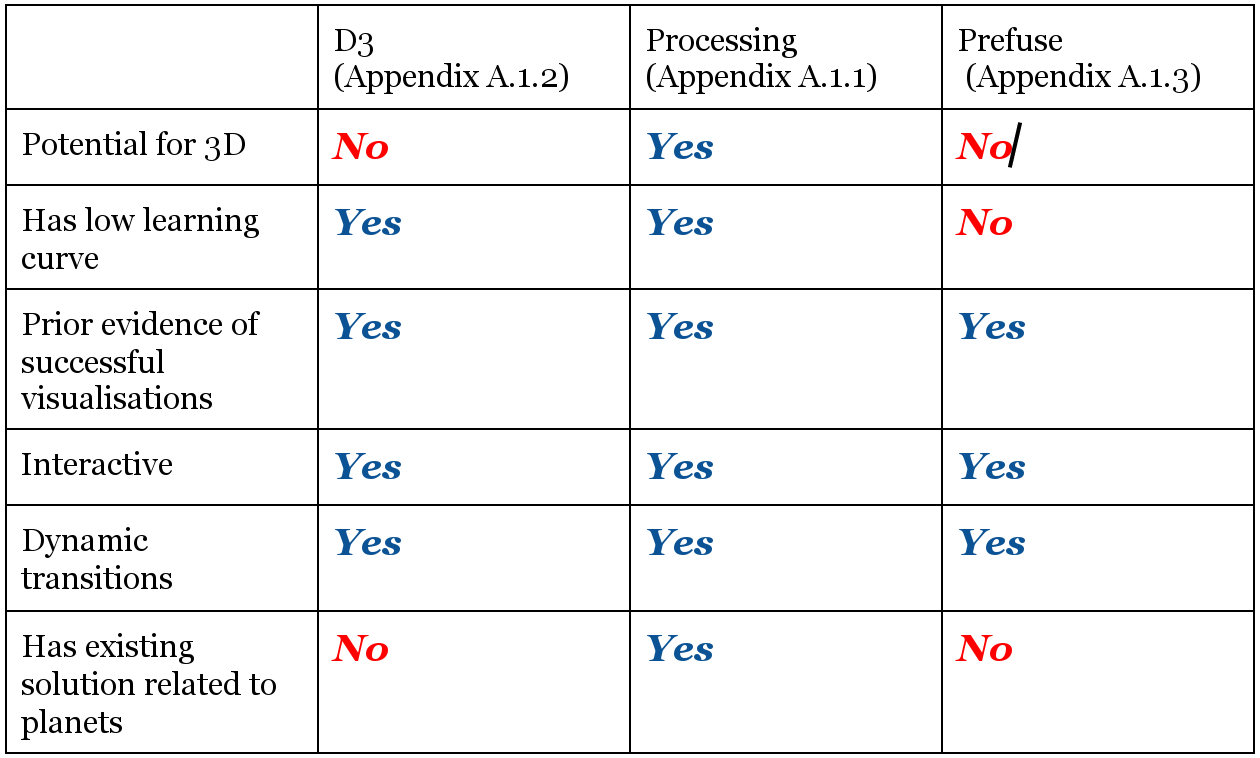 D3
(Appendix A.1.2)
Processing
(Appendix A.1.1)
Prefuse
(Appendix A.1.3)
Potential for 3D
No
Yes
No/
Has low learning
curve
Yes
Yes
No
Prior evidence of
successful
visualisations
Yes
Yes
Yes
Interactive
Yes
Yes
Yes
Dynamic
transitions
Yes
Yes
Yes
Has existing
solution related to
planets
No
Yes
No